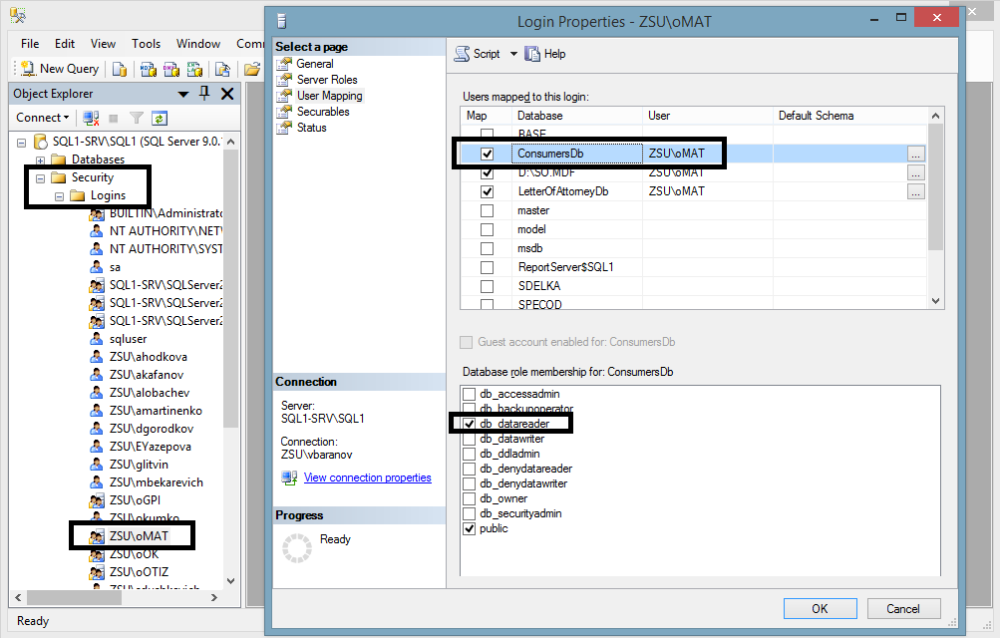 Login Properties - ZSU\oMAT
File Edit View Tools Window Comm
New Query
Object Explorer
Connect
SQL1-SRV\SQL1 (SQL Server 9.0.
Databases
Security
Logins
BUILTIN\Administrato
NT AUTHORITY\NET
NT AUTHORITY\SYST
sa
SQL1-SRV\SQLServer2
SQL1-SRV\SQLServer2
SQL1-SRV\SQLServer2
sqluser
ZSU\ahodkova
ZSU\akafanov
ZSU\alobachev
ZSU\amartinenko
ZSU\dgorodkov
ZSU\EYazepova
ZSU\glitvin
ZSU\mbekarevich
ZSU\oGPI
ZSU\okumko
ZSU\oMAT
ZSU\oOK
ZSU\oOTIZ
Ready
Select a page
General
Server Roles
User Mapping
Securables
Status
Connection
Server:
SQL1-SRV\SQL1
Connection:
ZSU\vbaranov
View connection properties
Progress
Ready
Script Help
Users mapped to this login:
Map Database User Default Schema
BASE
ConsumersDb ZSU\oMAT ...
D:\SO.MDF ZSU\oMAT ...
LetterOfAttorneyDb ZSU\oMAT ...
master
model
msdb
ReportServer$SQL1
SDELKA
SPECOD
Guest account enabled for: ConsumersDb
Database role membership for: ConsumersDb
db_accessadmin
db_backupoperator
db_datareader
db_datawriter
db_ddladmin
db_denydatareader
db_denydatawriter
db_owner
db_securityadmin
public
OK Cancel